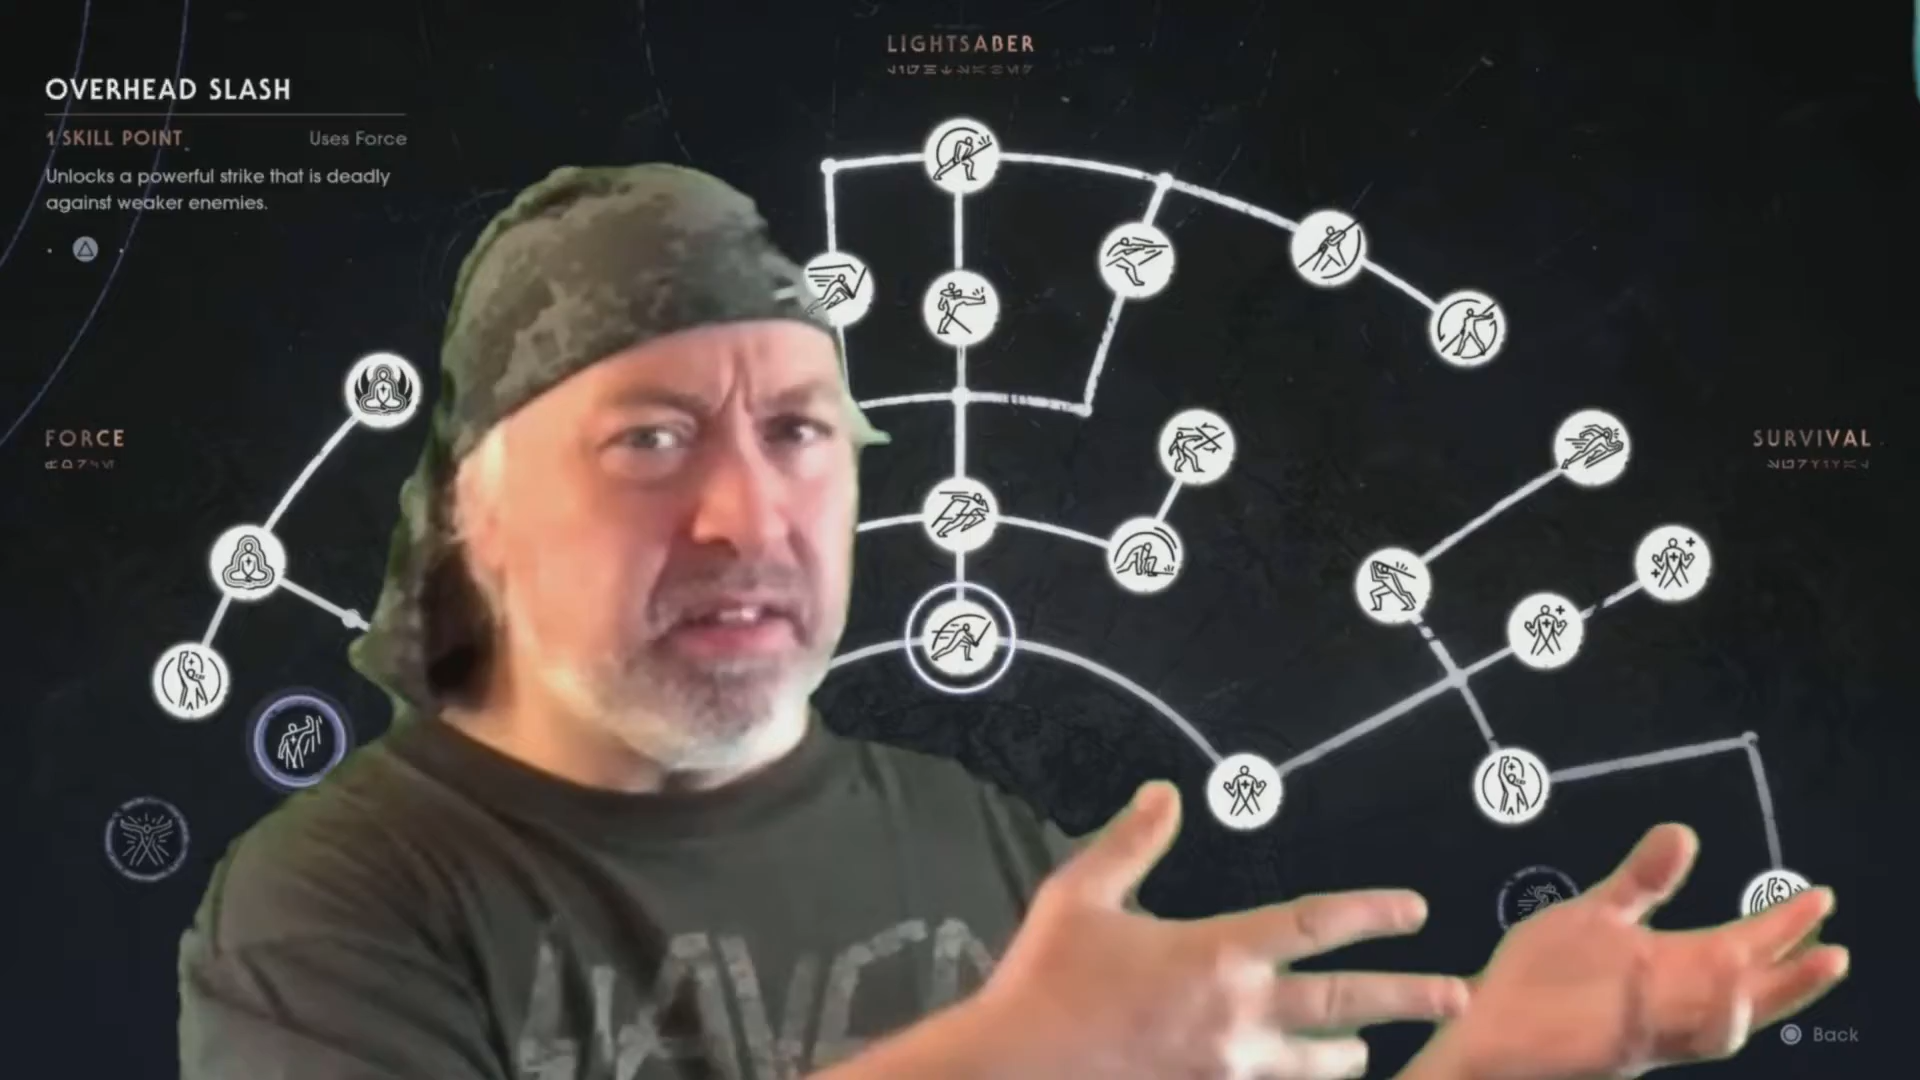 LIGHTSABER
OVERHEAD SLASH
1 SKILL POINT
Uses Force
Unlocks a powerful strike that is deadly
against weaker enemies.
FORCE
SURVIVAL
Back